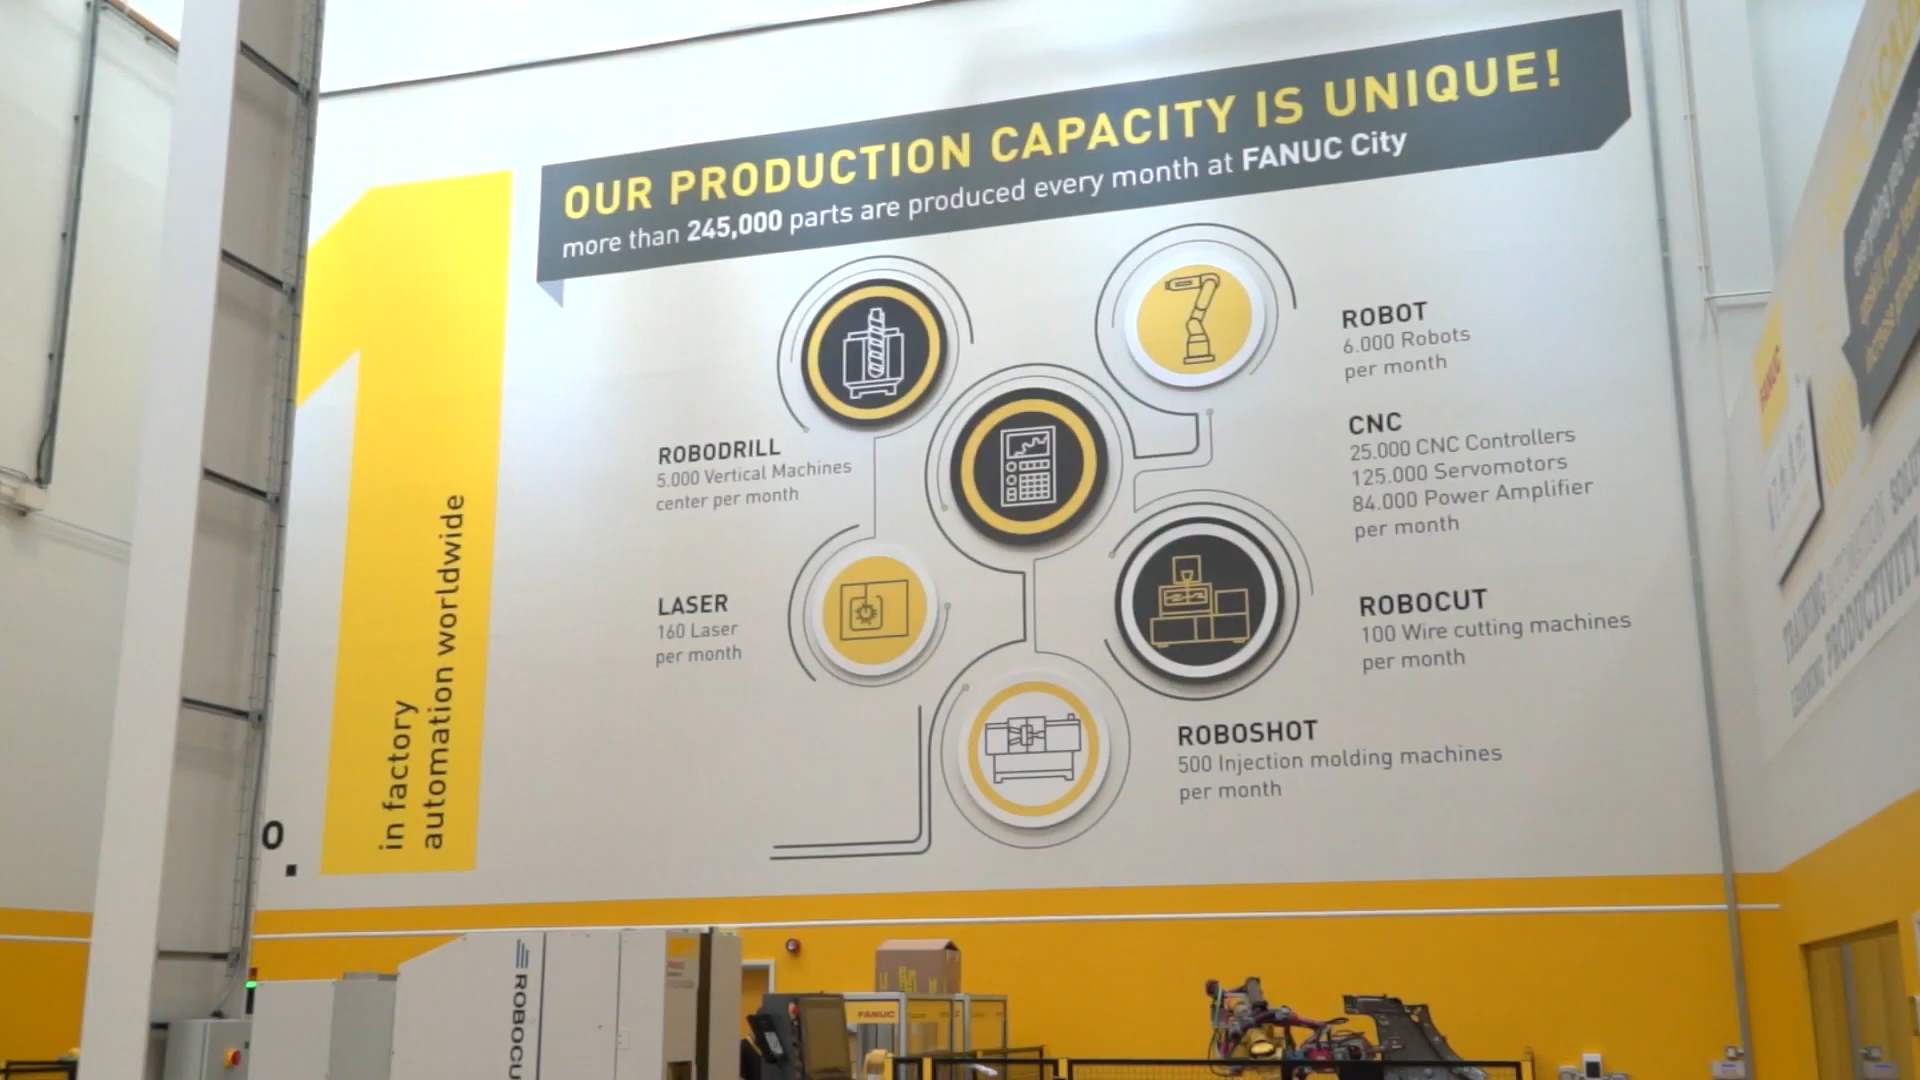 OUR PRODUCTION CAPACITY IS UNIQUE!
more than 245,000 parts are produced every month at FANUC City
o.
1
in factory
automation worldwide
ROBODRILL
5.000 Vertical Machines
center per month
LASER
160 Laser
per month
ROBOT
6.000 Robots
per month
CNC
25.000 CNC Controllers
125.000 Servomotors
84.000 Power Amplifier
per month
ROBOCUT
100 Wire cutting machines
per month
ROBOSHOT
500 Injection molding machines
per month
FANUC
TRAINING AUTOMATION
LEARNING PRODUCTIVITY
ROBOCU
FANUC